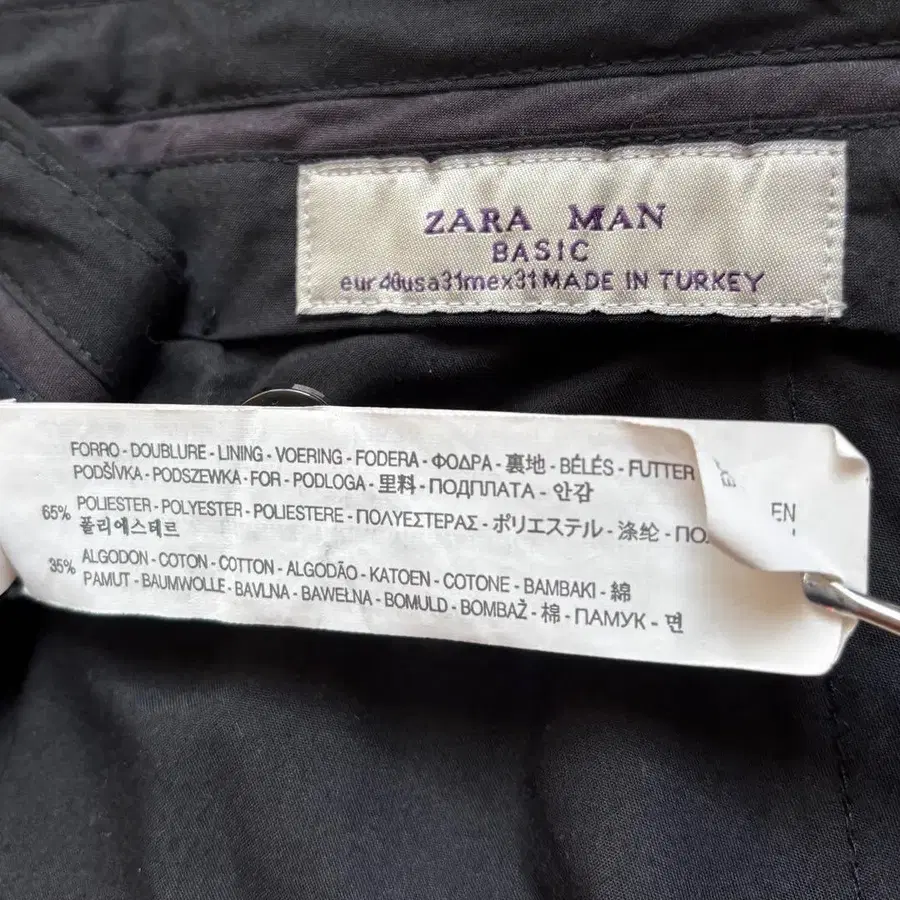 ZARA MAN
BASIC
eur40usa31mex31MADE IN TURKEY
FORRO - DOUBLURE - LINING - VOERING - FODERA - ΦΟΔΡΑ - 裏地 - BÉLÉS - FUTTER
PODŠÍVKA - PODSZEWKA - FOR - PODLOGA - 里料 - ПОДПЛАТА - 안감
65% POLIESTER - POLYESTER - POLIESTERE - ΠΟΛΥΕΣΤΕΡΑΣ - ポリエステル - 涤纶 -
폴리에스테르
35% ALGODON - COTON - COTTON - ALGODÃO - KATOEN - COTONE - BAMBAKI - 綿
PAMUT - BAUMWOLLE - BAVLNA - BAWEŁNA - BOMULD - BOMBAŽ - 棉 - ПАМУК - 면
EN